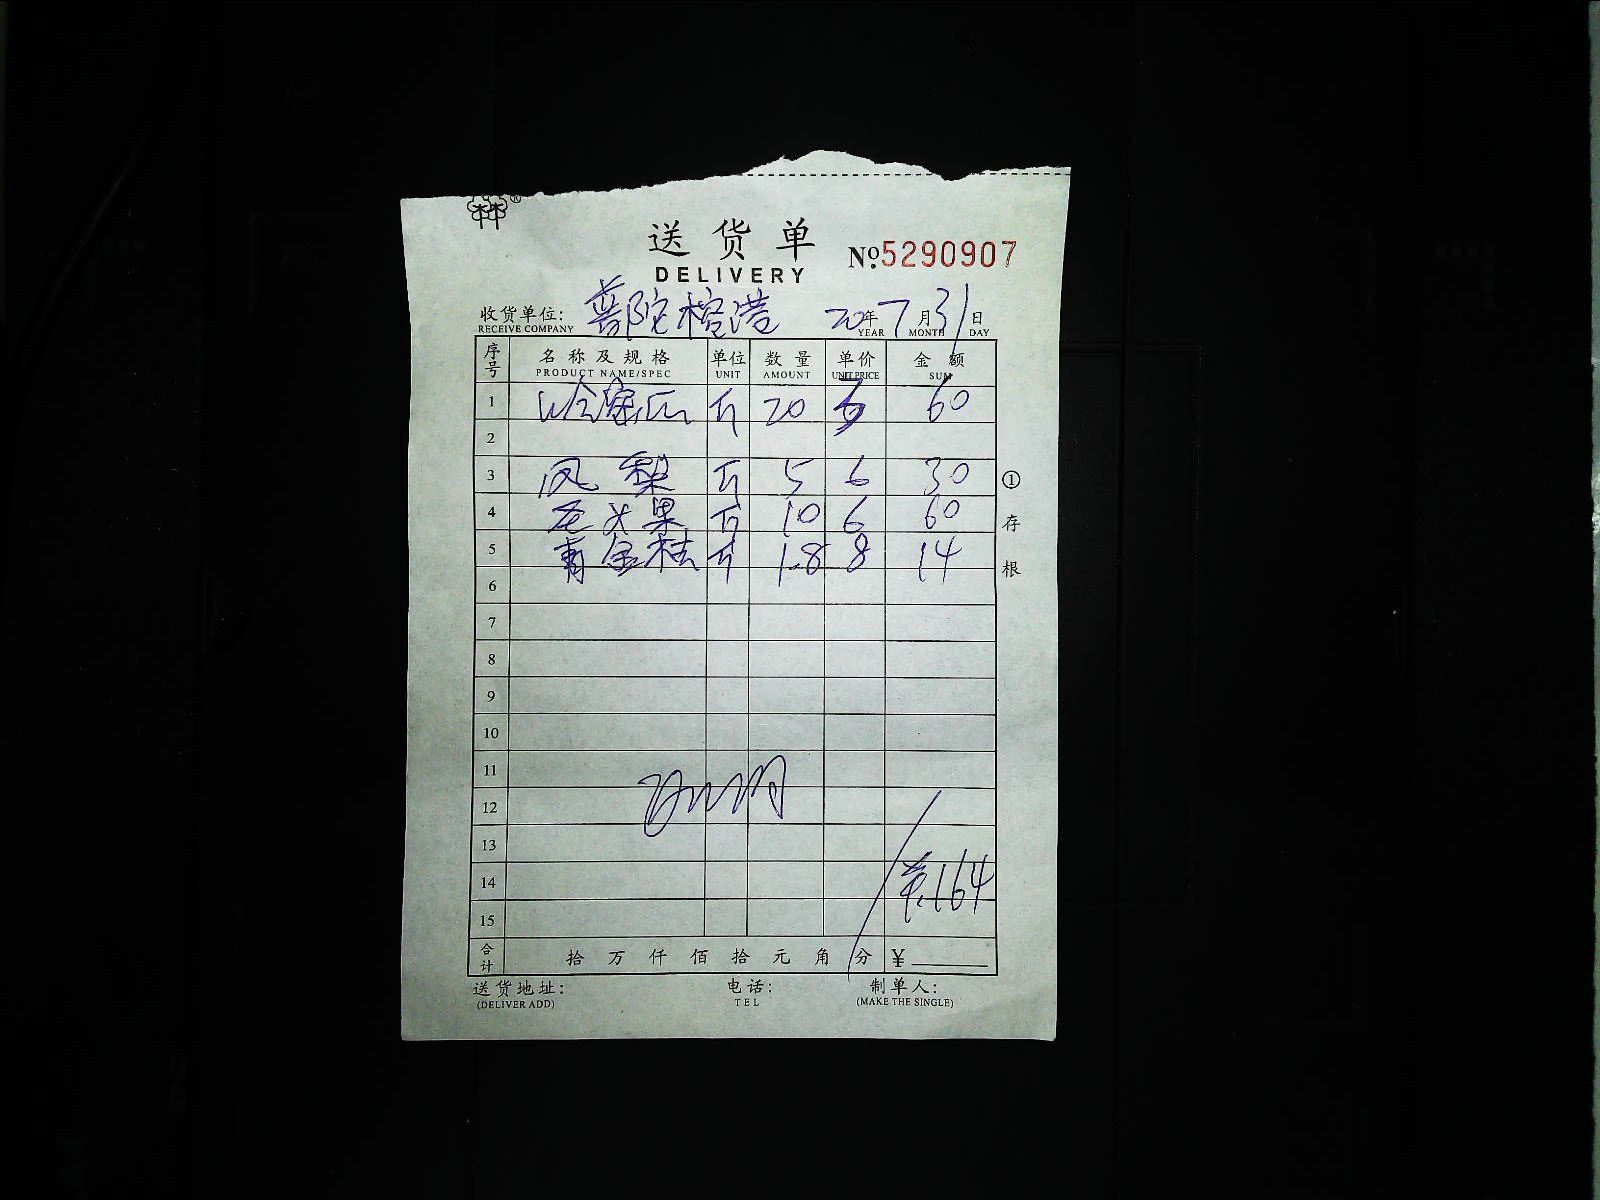 林®
送货单
DELIVERY
No.5290907
收货单位: 普陀 20年7月31日
RECEIVE COMPANY YEAR MONTH DAY
序号 名称及规格 单位 数量 单价 金额
PRODUCT NAME/SPEC UNIT AMOUNT UNIT PRICE SUM
1 哈密瓜 斤 20 3 60
2
3 凤梨 斤 5 6 30
4 火果 斤 10 6 60
5 青金桔 斤 1.8 8 14
6
7
8
9
10
11
12
13
14 共.164
15
合计 拾 万 仟 佰 拾 元 角 分 ¥
① 存根
送货地址: 电话: 制单人:
(DELIVER ADD) TEL (MAKE THE SINGLE)